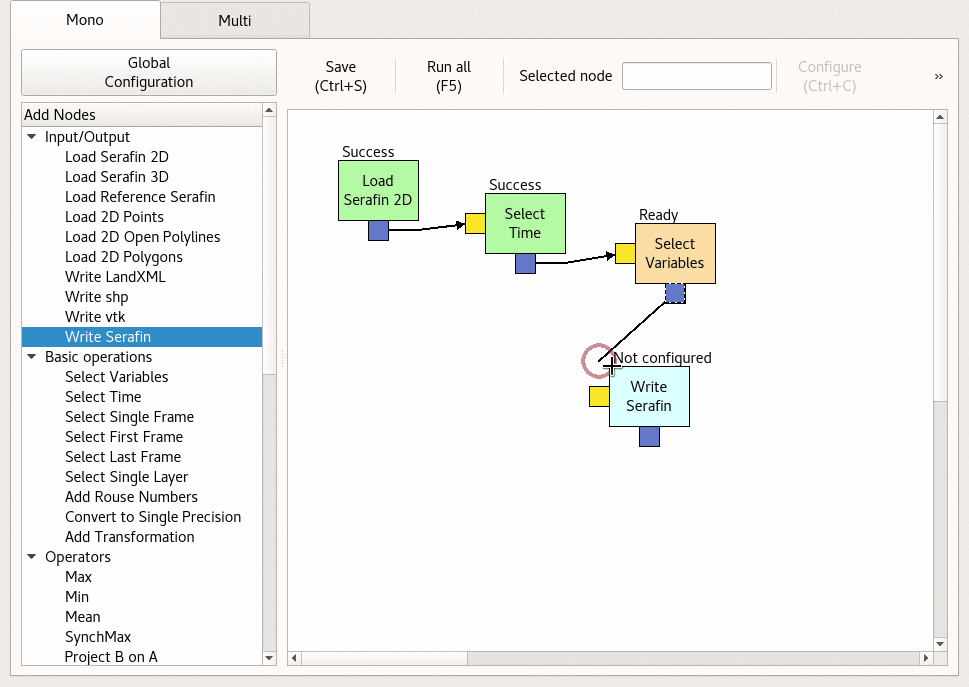 Mono
Multi
Global
Configuration
Save
(Ctrl+S)
Run all
(F5)
Selected node
Configure
(Ctrl+C)
»
Add Nodes
Input/Output
Load Serafin 2D
Load Serafin 3D
Load Reference Serafin
Load 2D Points
Load 2D Open Polylines
Load 2D Polygons
Write LandXML
Write shp
Write vtk
Write Serafin
Basic operations
Select Variables
Select Time
Select Single Frame
Select First Frame
Select Last Frame
Select Single Layer
Add Rouse Numbers
Convert to Single Precision
Add Transformation
Operators
Max
Min
Mean
SynchMax
Project B on A
Success
Load
Serafin 2D
Success
Select
Time
Ready
Select
Variables
Not configured
Write
Serafin